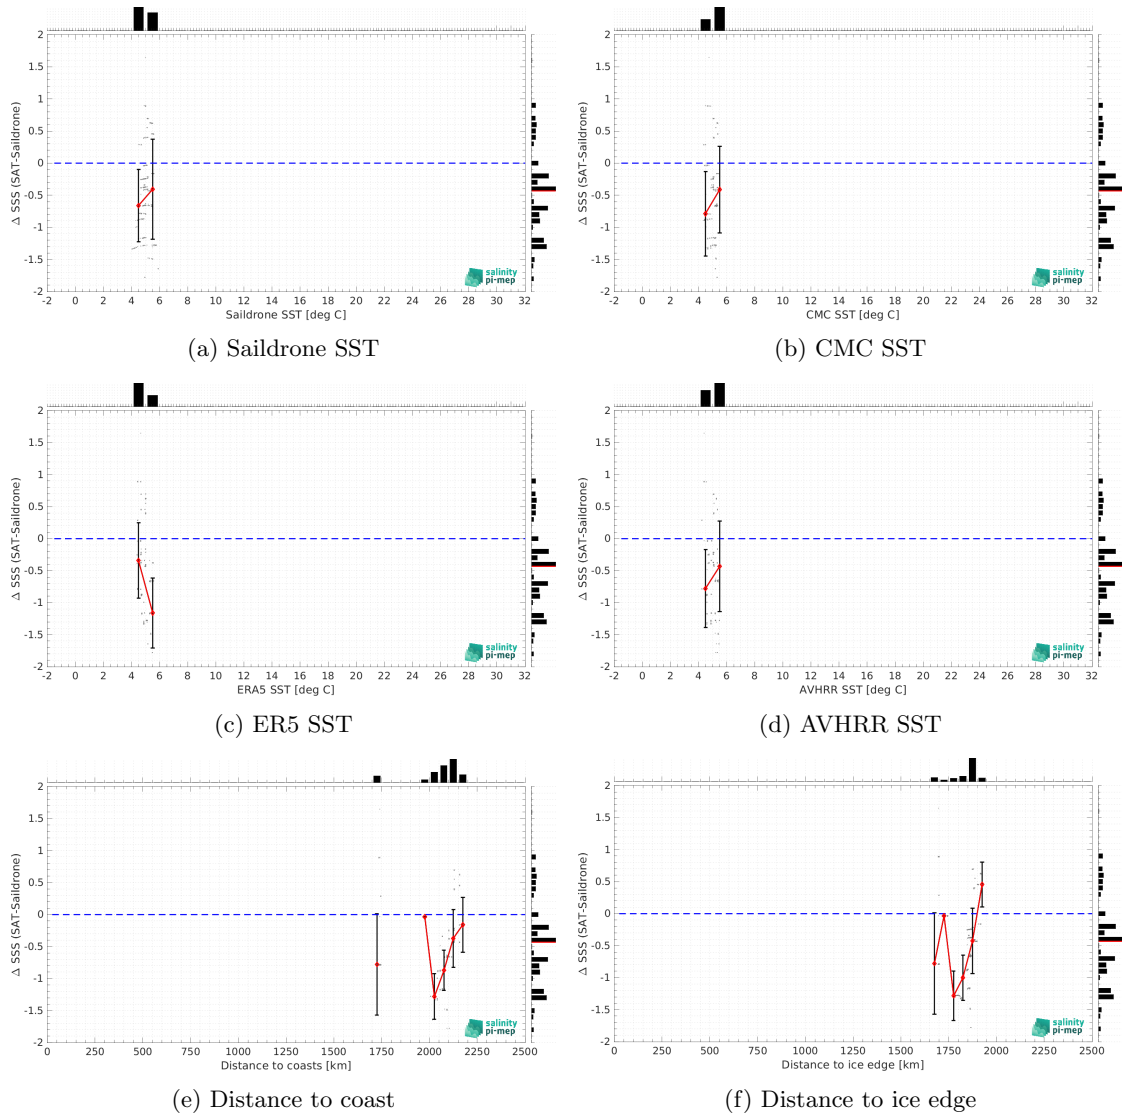 2
1.5
1
0.5
0
-0.5
-1
-1.5
-2
Δ SSS (SAT-Saildrone)
-2 0 2 4 6 8 10 12 14 16 18 20 22 24 26 28 30 32
Saildrone SST [deg C]
salinity
pi-mep
(a) Saildrone SST
2
1.5
1
0.5
0
-0.5
-1
-1.5
-2
Δ SSS (SAT-Saildrone)
-2 0 2 4 6 8 10 12 14 16 18 20 22 24 26 28 30 32
CMC SST [deg C]
salinity
pi-mep
(b) CMC SST
2
1.5
1
0.5
0
-0.5
-1
-1.5
-2
Δ SSS (SAT-Saildrone)
-2 0 2 4 6 8 10 12 14 16 18 20 22 24 26 28 30 32
ERA5 SST [deg C]
salinity
pi-mep
(c) ER5 SST
2
1.5
1
0.5
0
-0.5
-1
-1.5
-2
Δ SSS (SAT-Saildrone)
-2 0 2 4 6 8 10 12 14 16 18 20 22 24 26 28 30 32
AVHRR SST [deg C]
salinity
pi-mep
(d) AVHRR SST
2
1.5
1
0.5
0
-0.5
-1
-1.5
-2
Δ SSS (SAT-Saildrone)
0 250 500 750 1000 1250 1500 1750 2000 2250 2500
Distance to coasts [km]
salinity
pi-mep
(e) Distance to coast
2
1.5
1
0.5
0
-0.5
-1
-1.5
-2
Δ SSS (SAT-Saildrone)
0 250 500 750 1000 1250 1500 1750 2000 2250 2500
Distance to ice edge [km]
salinity
pi-mep
(f) Distance to ice edge